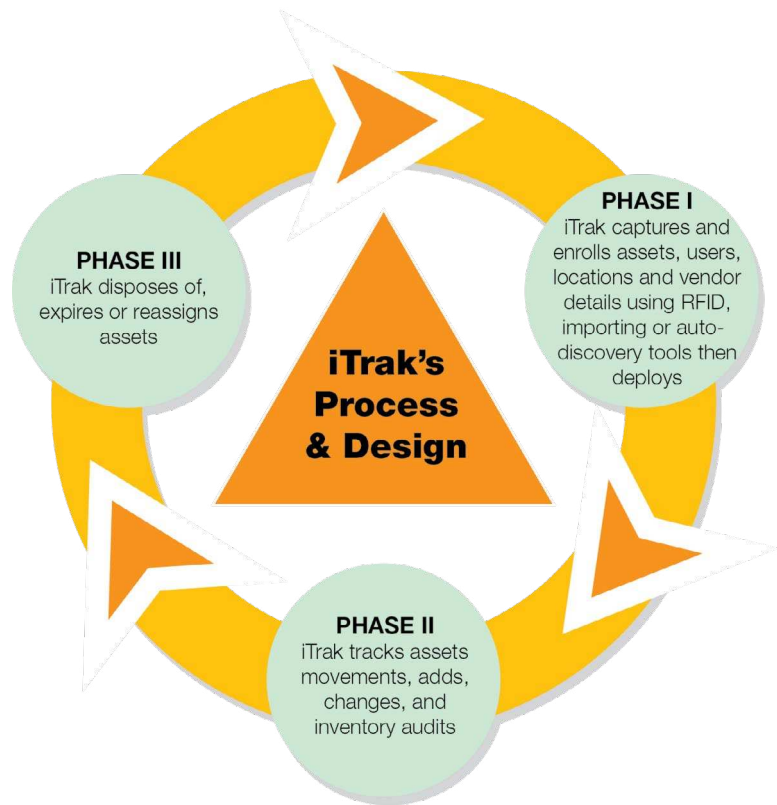 PHASE I
iTrak captures and
enrolls assets, users,
locations and vendor
details using RFID,
importing or auto-
discovery tools then
deploys
PHASE III
iTrak disposes of,
expires or reassigns
assets
iTrak's
Process
& Design
PHASE II
iTrak tracks assets
movements, adds,
changes, and
inventory audits